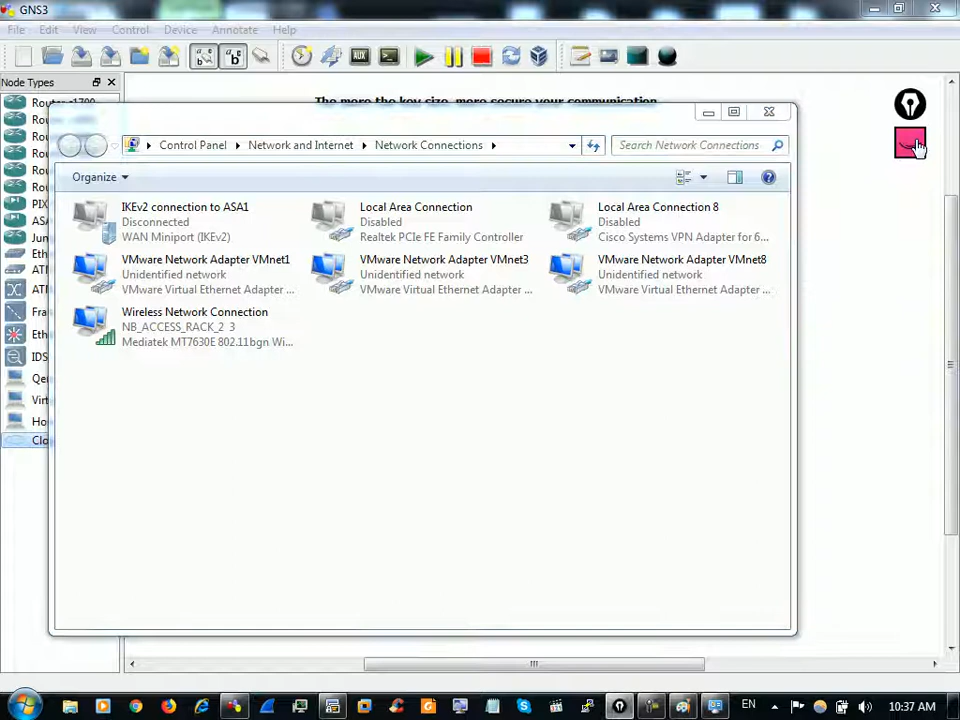 GNS3
File Edit View Control Device Annotate Help
AUX
Node Types
The more the key size, more secure your communication
Control Panel Network and Internet Network Connections
Search Network Connections
Organize
IKEv2 connection to ASA1
Disconnected
WAN Miniport (IKEv2)
Local Area Connection
Disabled
Realtek PCIe FE Family Controller
Local Area Connection 8
Disabled
Cisco Systems VPN Adapter for 6...
VMware Network Adapter VMnet1
Unidentified network
VMware Virtual Ethernet Adapter ...
VMware Network Adapter VMnet3
Unidentified network
VMware Virtual Ethernet Adapter ...
VMware Network Adapter VMnet8
Unidentified network
VMware Virtual Ethernet Adapter ...
Wireless Network Connection
NB_ACCESS_RACK_2 3
Mediatek MT7630E 802.11bgn Wi...
PIX
ASA
IDS
EN
10:37 AM